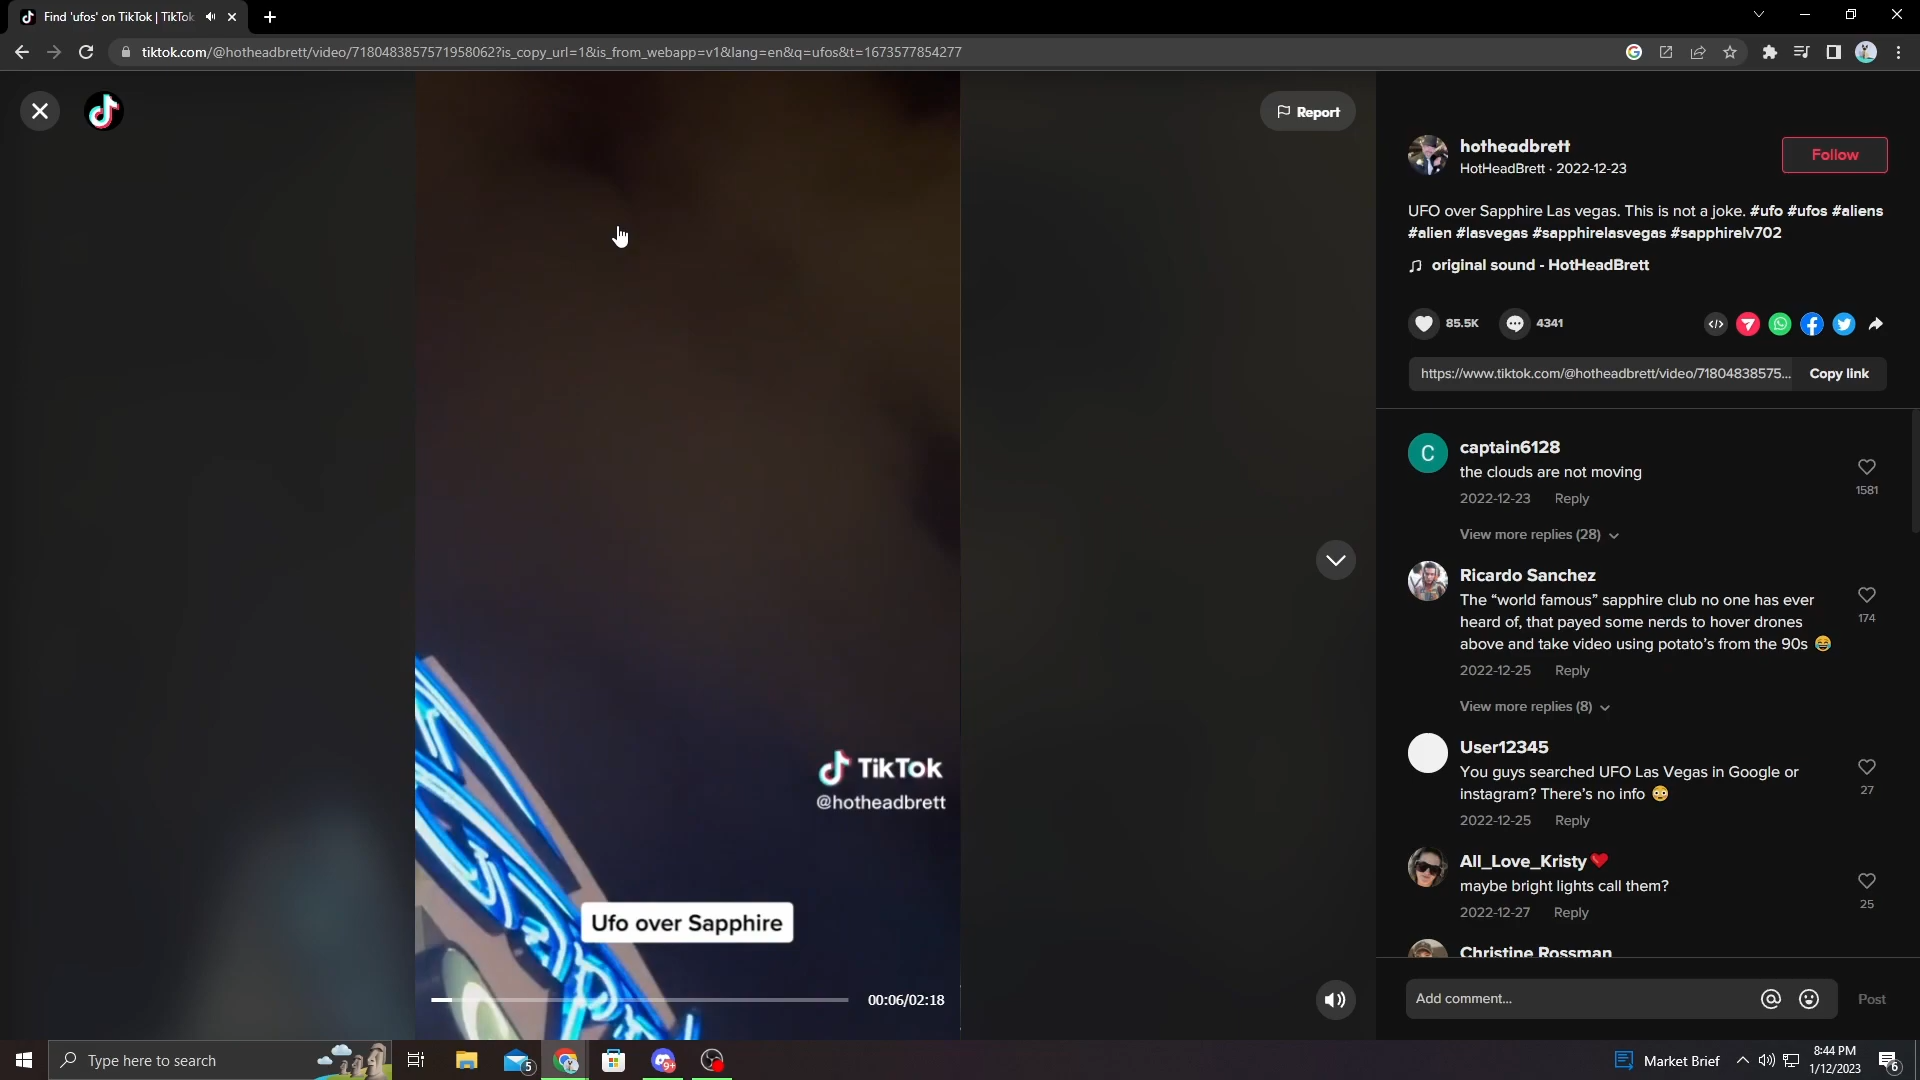 Find 'ufos' on TikTok | TikTok
tiktok.com/@hotheadbrett/video/7180483857571958062?is_copy_url=1&is_from_webapp=v1&lang=en&q=ufos&t=1673577854277
Report
TikTok
@hotheadbrett
Ufo over Sapphire
00:06/02:18
hotheadbrett
HotHeadBrett · 2022-12-23
Follow
UFO over Sapphire Las vegas. This is not a joke. #ufo #ufos #aliens
#alien #lasvegas #sapphirelasvegas #sapphirelv702
original sound - HotHeadBrett
85.5K
4341
https://www.tiktok.com/@hotheadbrett/video/71804838575...
Copy link
C
captain6128
the clouds are not moving
2022-12-23 Reply
1581
View more replies (28)
Ricardo Sanchez
The “world famous” sapphire club no one has ever
heard of, that payed some nerds to hover drones
above and take video using potato’s from the 90s 😂
174
2022-12-25 Reply
View more replies (8)
User12345
You guys searched UFO Las Vegas in Google or
instagram? There’s no info 😳
27
2022-12-25 Reply
All_Love_Kristy❤️
maybe bright lights call them?
25
2022-12-27 Reply
Christine Rossman
Add comment...
Post
Type here to search
5
9+
Market Brief
8:44 PM
1/12/2023
6